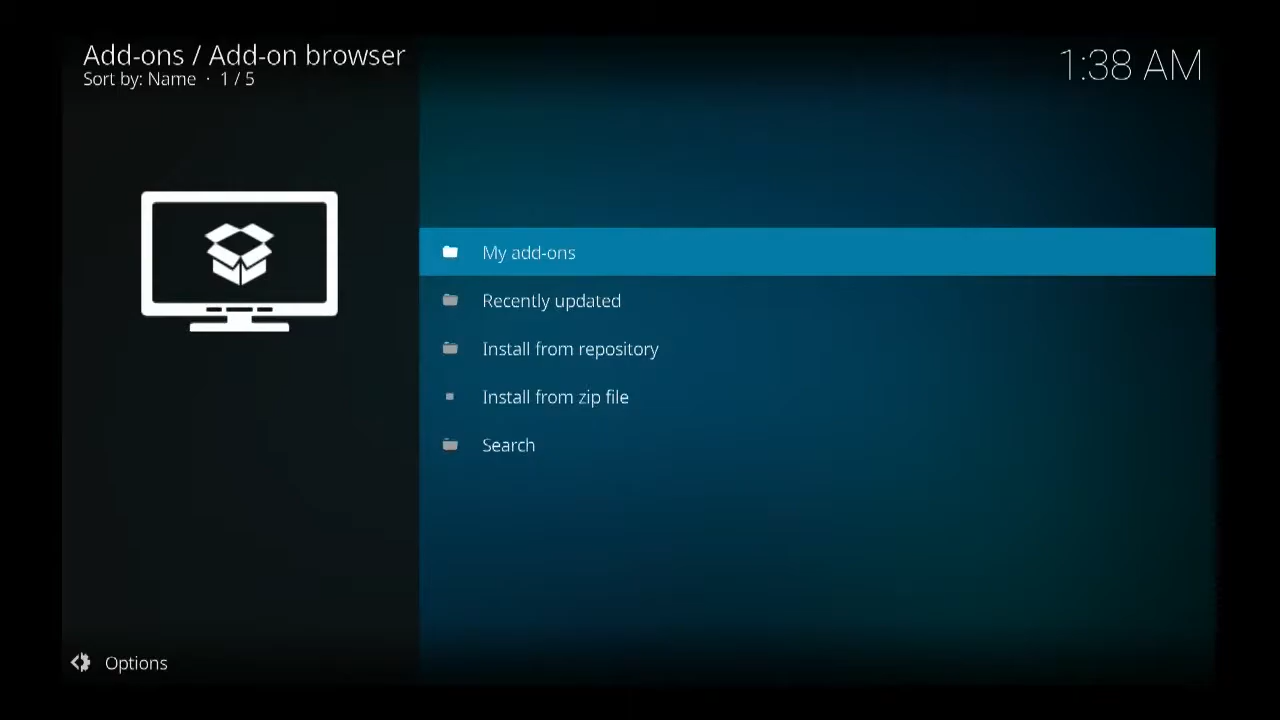 Add-ons / Add-on browser
Sort by: Name · 1 / 5
1:38 AM
My add-ons
Recently updated
Install from repository
Install from zip file
Search
Options